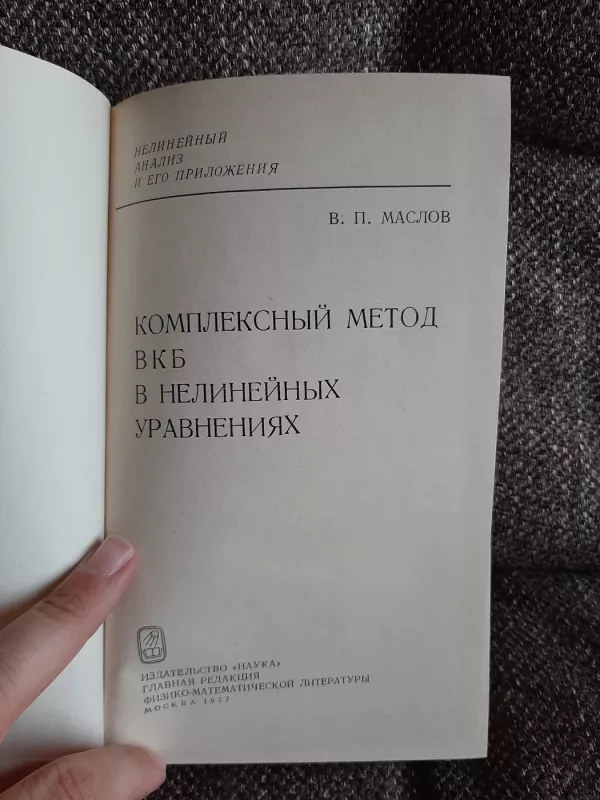 НЕЛИНЕЙНЫЙ
АНАЛИЗ
И ЕГО ПРИЛОЖЕНИЯ
В. П. МАСЛОВ
КОМПЛЕКСНЫЙ МЕТОД
ВКБ
В НЕЛИНЕЙНЫХ
УРАВНЕНИЯХ
ИЗДАТЕЛЬСТВО «НАУКА»
ГЛАВНАЯ РЕДАКЦИЯ
ФИЗИКО-МАТЕМАТИЧЕСКОЙ ЛИТЕРАТУРЫ
МОСКВА 1977